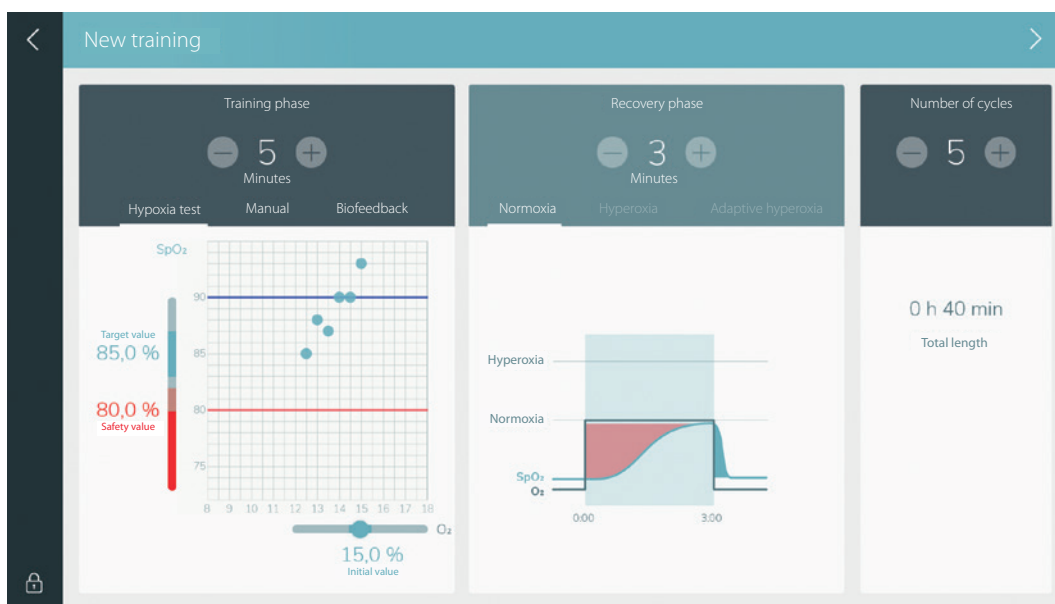 New training
Training phase
5
Minutes
Hypoxia test Manual Biofeedback
SpO₂
90
85
80
75
Target value
85,0 %
80,0 %
Safety value
8 9 10 11 12 13 14 15 16 17 18
O₂
15,0 %
Initial value
Recovery phase
3
Minutes
Normoxia Hyperoxia Adaptive hyperoxia
Hyperoxia
Normoxia
SpO₂
O₂
0:00 3:00
Number of cycles
5
0 h 40 min
Total length